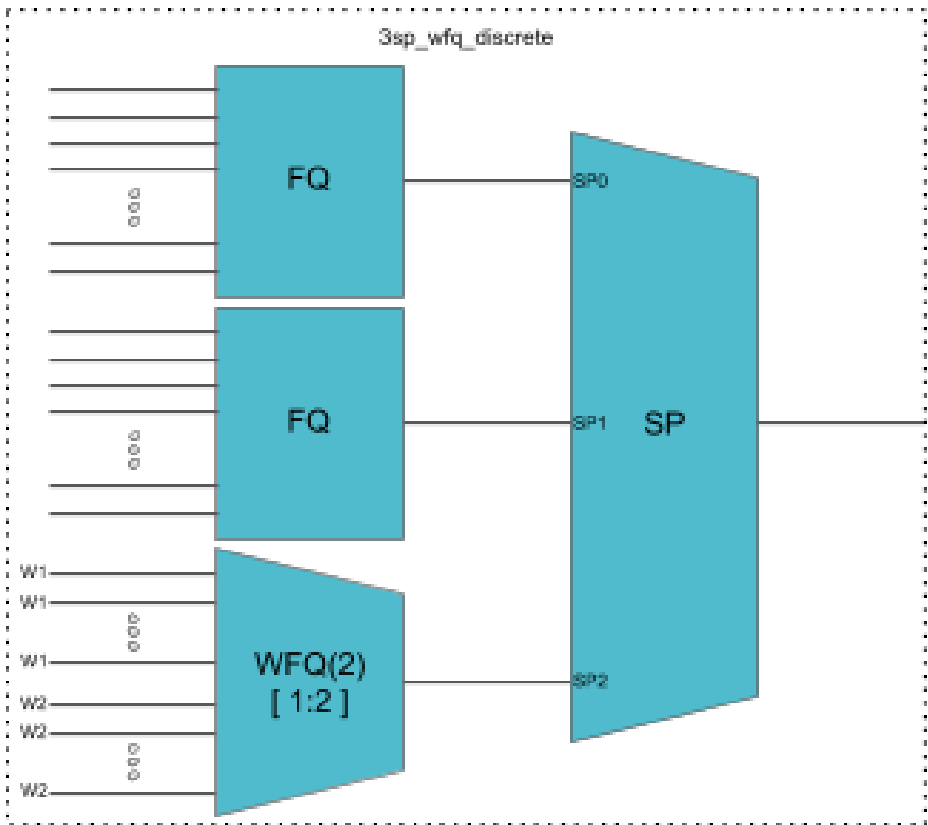 3sp_wfq_discrete
FQ
SP0
FQ
SP1
SP
W1
W1
W1
WFQ(2)
[ 1:2 ]
SP2
W2
W2
W2